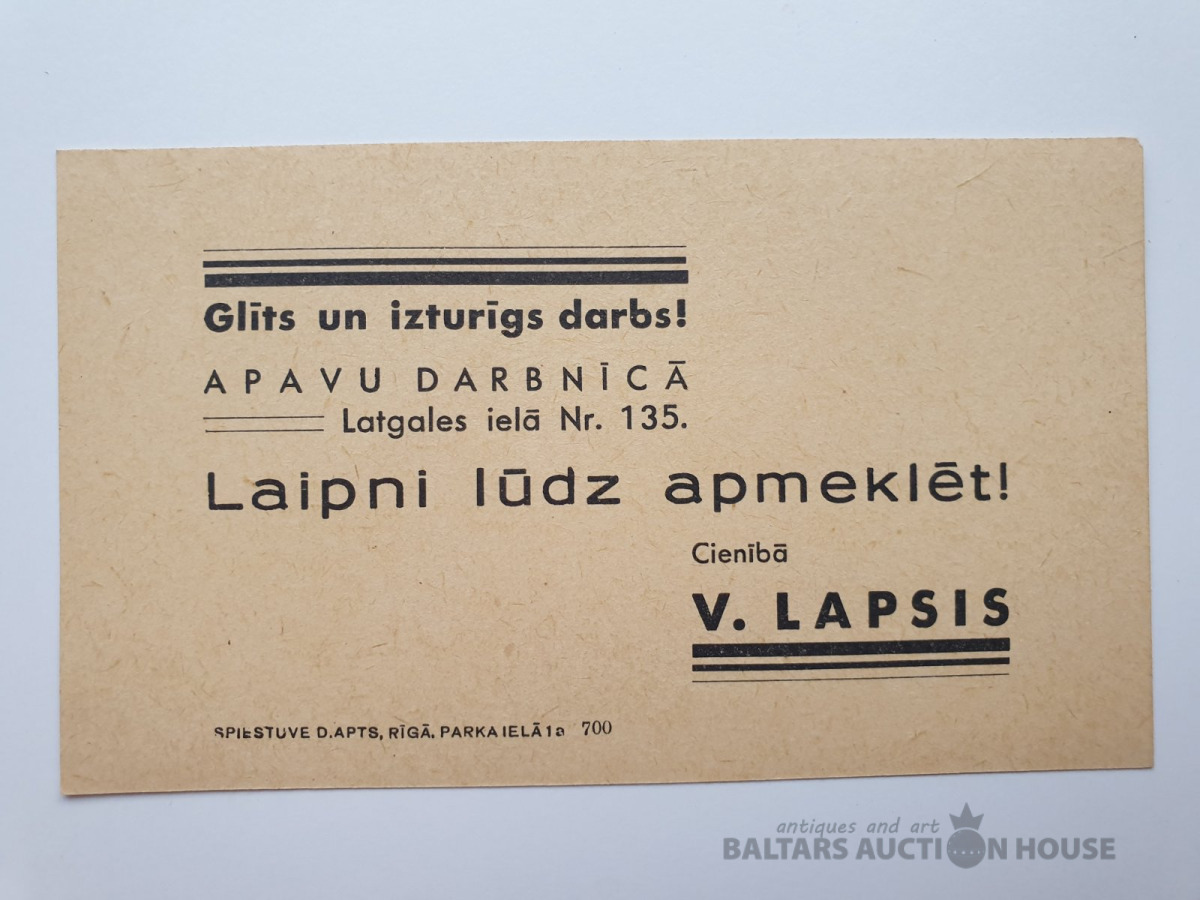 Glīts un izturīgs darbs!
APAVU DARBNĪCĀ
Latgales ielā Nr. 135.
Laipni lūdz apmeklēt!
Cienībā
V. LAPSIS
SPIESTUVE D.APTS, RĪGĀ, PARKA IELĀ 1a 700
antiques and art
BALTARS AUCTION HOUSE